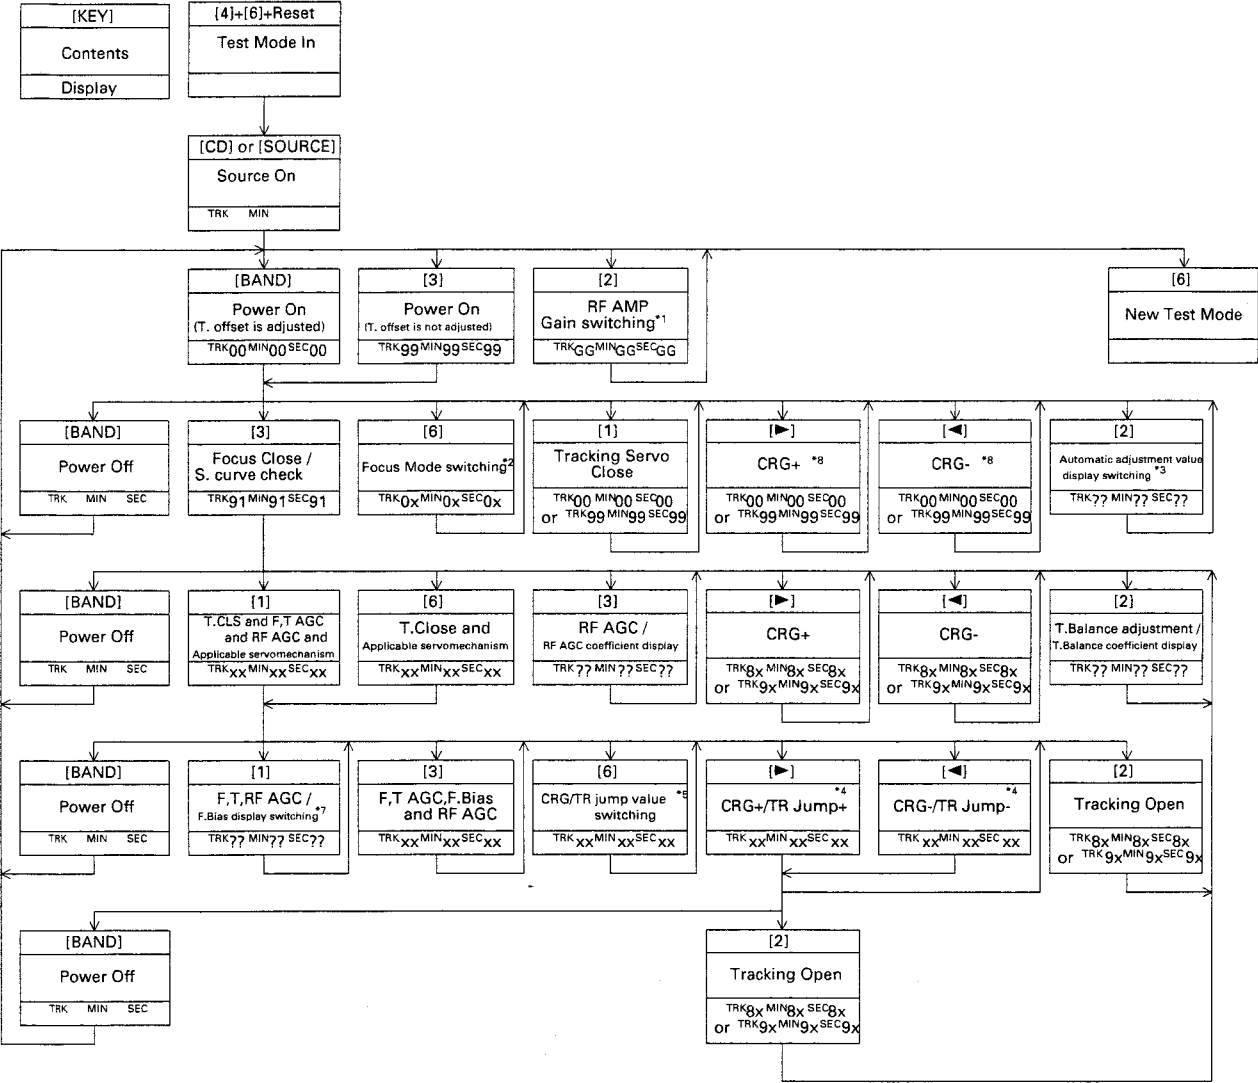 [KEY]
Contents
Display
[4]+[6]+Reset
Test Mode In
[CD] or [SOURCE]
Source On
TRK MIN
[BAND]
Power On
(T. offset is adjusted)
TRK00 MIN00 SEC00
[3]
Power On
(T. offset is not adjusted)
TRK99 MIN99 SEC99
[2]
RF AMP
Gain switching*1
TRKGG MINGG SECGG
[6]
New Test Mode
[BAND]
Power Off
TRK MIN SEC
[3]
Focus Close /
S. curve check
TRK91 MIN91 SEC91
[6]
Focus Mode switching*2
TRK0x MIN0x SEC0x
[1]
Tracking Servo
Close
TRK00 MIN00 SEC00
or TRK99 MIN99 SEC99
[►]
CRG+ *8
TRK00 MIN00 SEC00
or TRK99 MIN99 SEC99
[◄]
CRG- *8
TRK00 MIN00 SEC00
or TRK99 MIN99 SEC99
[2]
Automatic adjustment value
display switching *3
TRK?? MIN?? SEC??
[BAND]
Power Off
TRK MIN SEC
[1]
T.CLS and F,T AGC
and RF AGC and
Applicable servomechanism
TRKxx MINxx SECxx
[6]
T.Close and
Applicable servomechanism
TRKxx MINxx SECxx
[3]
RF AGC /
RF AGC coefficient display
TRK?? MIN?? SEC??
[►]
CRG+
TRK8x MIN8x SEC8x
or TRK9x MIN9x SEC9x
[◄]
CRG-
TRK8x MIN8x SEC8x
or TRK9x MIN9x SEC9x
[2]
T.Balance adjustment /
T.Balance coefficient display
TRK?? MIN?? SEC??
[BAND]
Power Off
TRK MIN SEC
[1]
F,T,RF AGC /
F.Bias display switching*7
TRK?? MIN?? SEC??
[3]
F,T AGC,F.Bias
and RF AGC
TRKxx MINxx SECxx
[6]
CRG/TR jump value *5
switching
TRKxx MINxx SECxx
[►]
CRG+/TR Jump+ *4
TRKxx MINxx SECxx
[◄]
CRG-/TR Jump- *4
TRKxx MINxx SECxx
[2]
Tracking Open
TRK8x MIN8x SEC8x
or TRK9x MIN9x SEC9x
[BAND]
Power Off
TRK MIN SEC
[2]
Tracking Open
TRK8x MIN8x SEC8x
or TRK9x MIN9x SEC9x